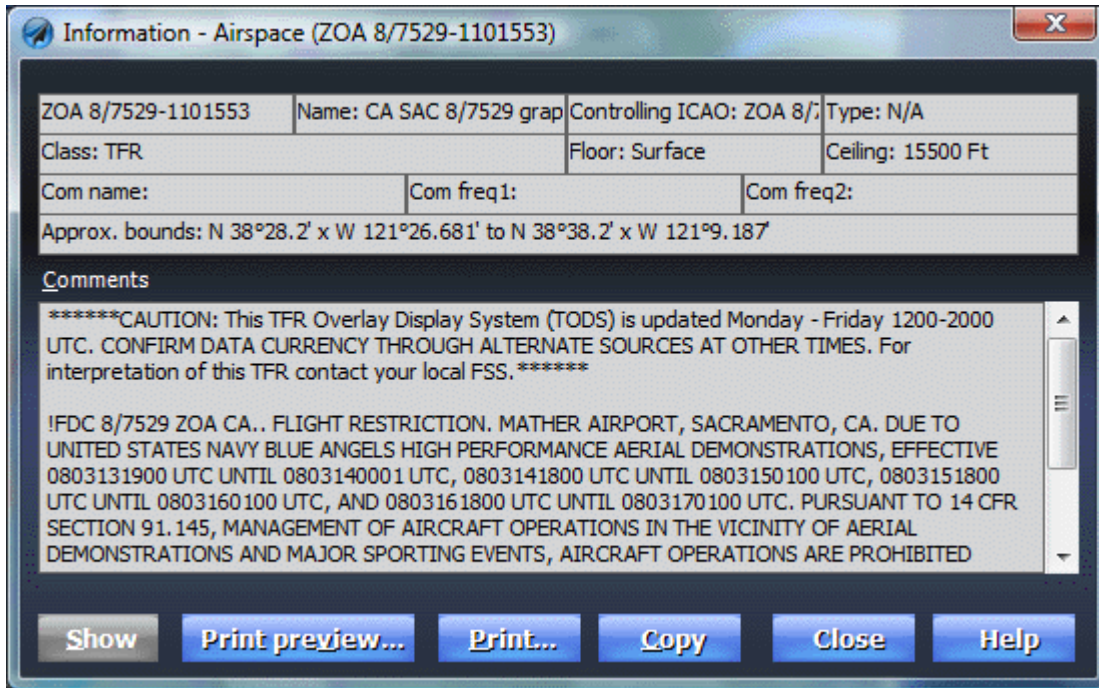 Information - Airspace (ZOA 8/7529-1101553)
ZOA 8/7529-1101553 Name: CA SAC 8/7529 grap Controlling ICAO: ZOA 8/7 Type: N/A
Class: TFR Floor: Surface Ceiling: 15500 Ft
Com name: Com freq1: Com freq2:
Approx. bounds: N 38°28.2' x W 121°26.681' to N 38°38.2' x W 121°9.187'
Comments
******CAUTION: This TFR Overlay Display System (TODS) is updated Monday - Friday 1200-2000
UTC. CONFIRM DATA CURRENCY THROUGH ALTERNATE SOURCES AT OTHER TIMES. For
interpretation of this TFR contact your local FSS.******
!FDC 8/7529 ZOA CA.. FLIGHT RESTRICTION. MATHER AIRPORT, SACRAMENTO, CA. DUE TO
UNITED STATES NAVY BLUE ANGELS HIGH PERFORMANCE AERIAL DEMONSTRATIONS, EFFECTIVE
0803131900 UTC UNTIL 0803140001 UTC, 0803141800 UTC UNTIL 0803150100 UTC, 0803151800
UTC UNTIL 0803160100 UTC, AND 0803161800 UTC UNTIL 0803170100 UTC. PURSUANT TO 14 CFR
SECTION 91.145, MANAGEMENT OF AIRCRAFT OPERATIONS IN THE VICINITY OF AERIAL
DEMONSTRATIONS AND MAJOR SPORTING EVENTS, AIRCRAFT OPERATIONS ARE PROHIBITED
Show Print preview... Print... Copy Close Help